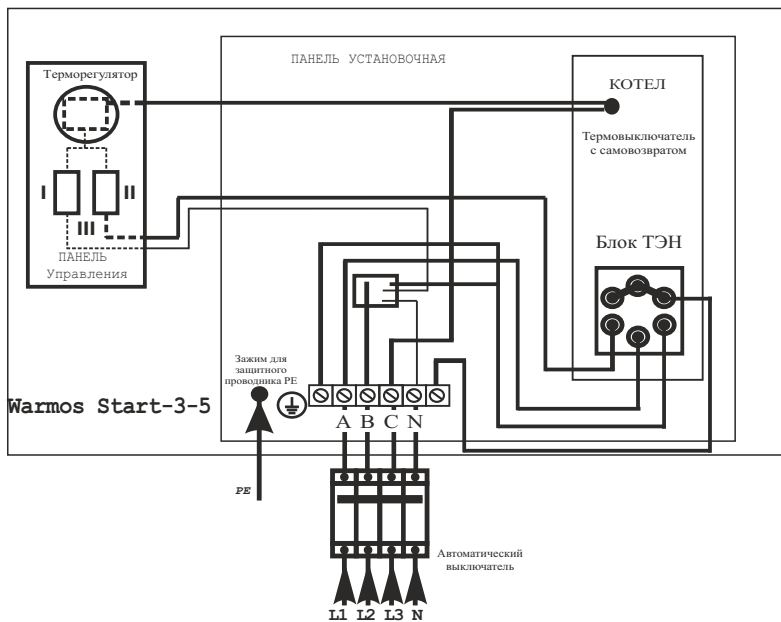 ПАНЕЛЬ УСТАНОВОЧНАЯ
Терморегулятор
КОТЕЛ
Термовыключатель
с самовозвратом
I
II
III
ПАНЕЛЬ
Управления
Блок ТЭН
Зажим для
защитного
проводника PE
Warmos Start-3-5
A B C N
PE
Автоматический
выключатель
L1 L2 L3 N